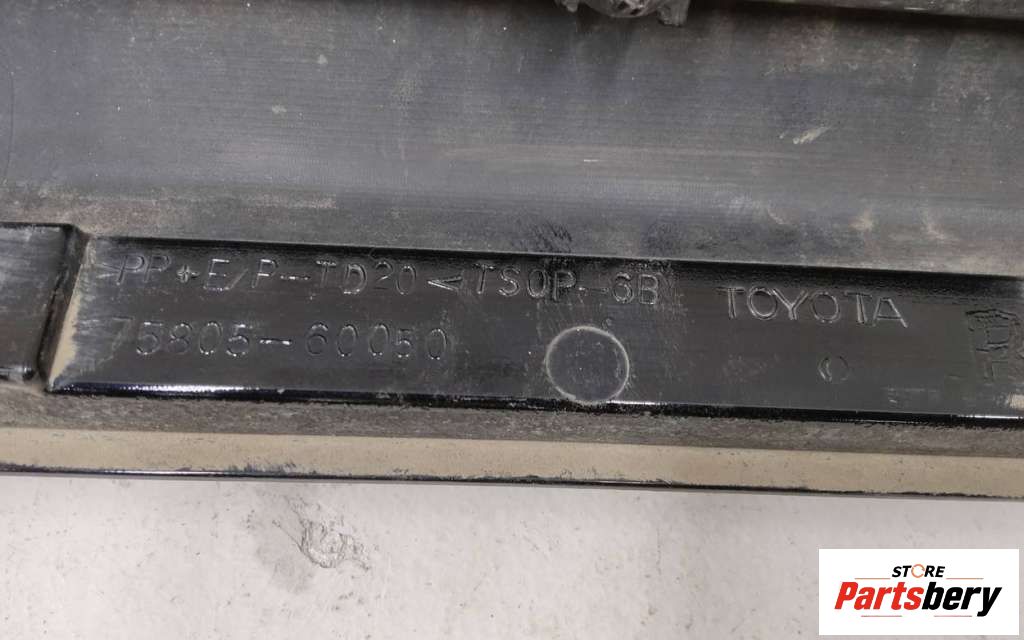 >PP+E/P-TD20< TSOP-6B
TOYOTA
75805-60050
STORE
Partsbery